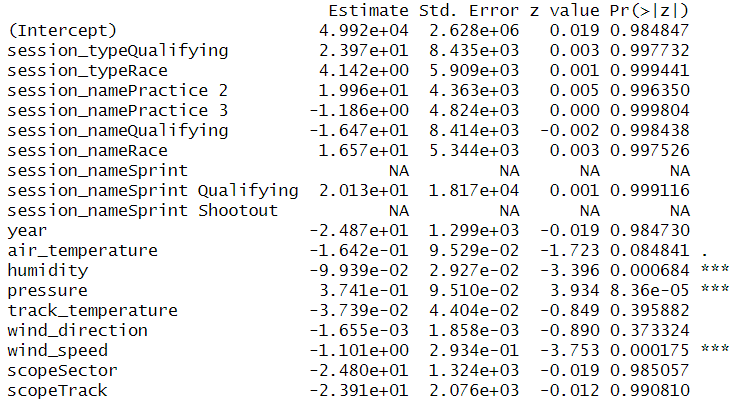 Estimate Std. Error z value Pr(>|z|)
(Intercept) 4.992e+04 2.628e+06 0.019 0.984847
session_typeQualifying 2.397e+01 8.435e+03 0.003 0.997732
session_typeRace 4.142e+00 5.909e+03 0.001 0.999441
session_namePractice 2 1.996e+01 4.363e+03 0.005 0.996350
session_namePractice 3 -1.186e+00 4.824e+03 0.000 0.999804
session_nameQualifying -1.647e+01 8.414e+03 -0.002 0.998438
session_nameRace 1.657e+01 5.344e+03 0.003 0.997526
session_nameSprint NA NA NA NA
session_nameSprint Qualifying 2.013e+01 1.817e+04 0.001 0.999116
session_nameSprint Shootout NA NA NA NA
year -2.487e+01 1.299e+03 -0.019 0.984730
air_temperature -1.642e-01 9.529e-02 -1.723 0.084841 .
humidity -9.939e-02 2.927e-02 -3.396 0.000684 ***
pressure 3.741e-01 9.510e-02 3.934 8.36e-05 ***
track_temperature -3.739e-02 4.404e-02 -0.849 0.395882
wind_direction -1.655e-03 1.858e-03 -0.890 0.373324
wind_speed -1.101e+00 2.934e-01 -3.753 0.000175 ***
scopeSector -2.480e+01 1.324e+03 -0.019 0.985057
scopeTrack -2.391e+01 2.076e+03 -0.012 0.990810